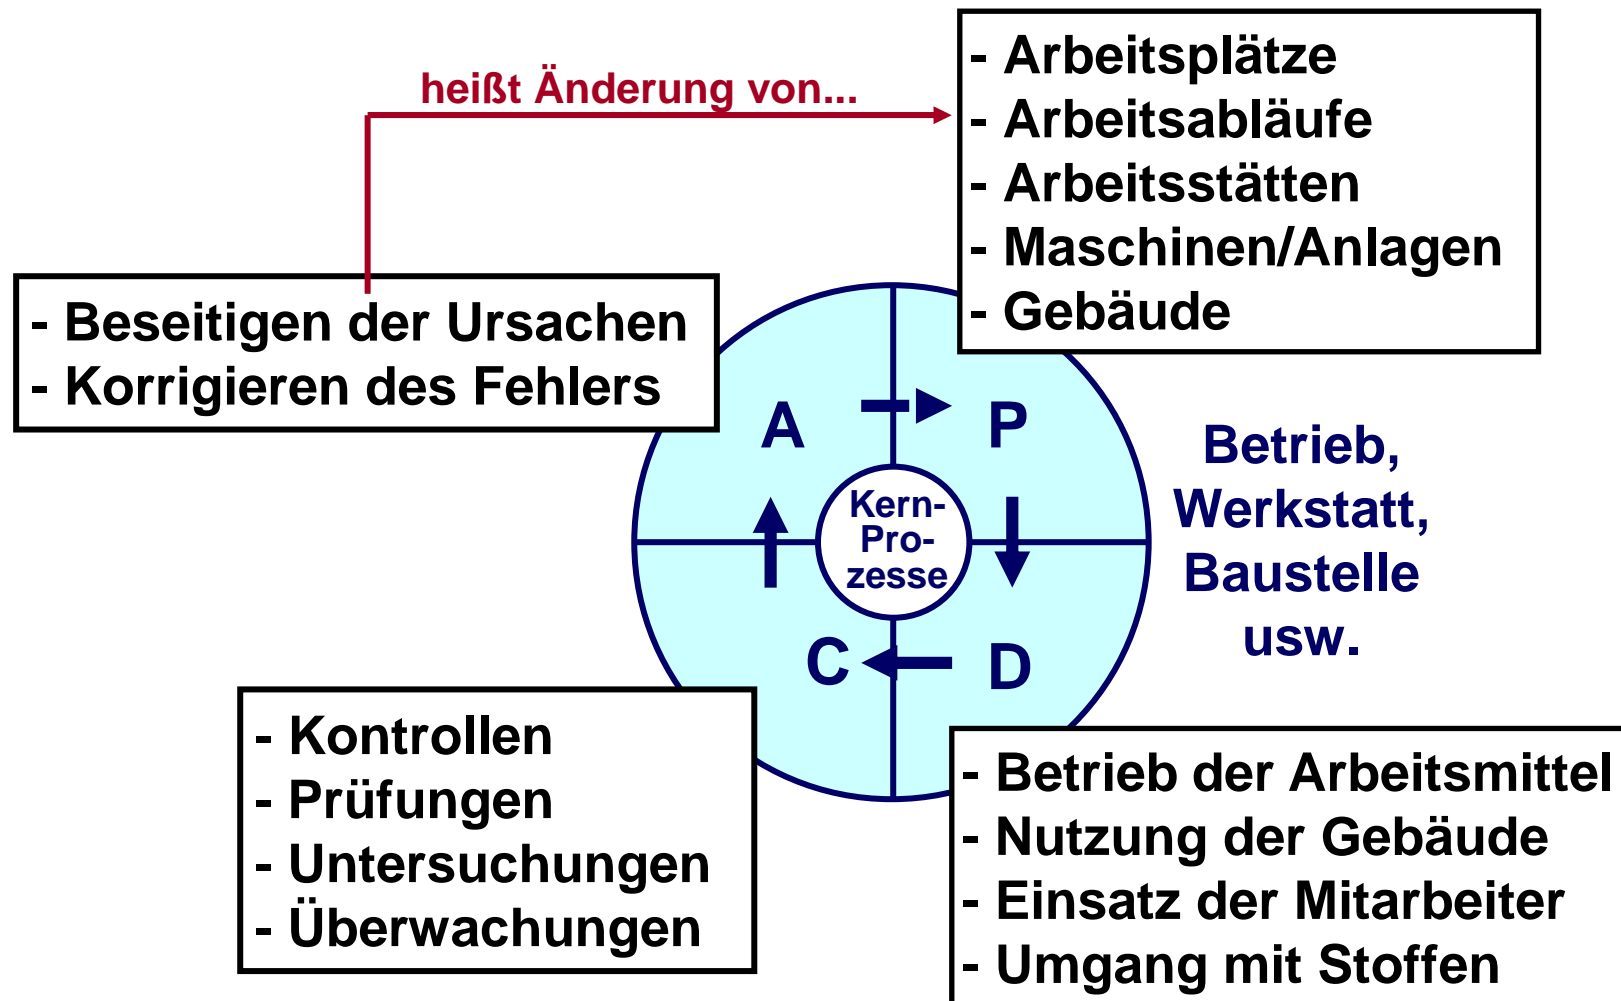 heißt Änderung von...
- Arbeitsplätze
- Arbeitsabläufe
- Arbeitsstätten
- Maschinen/Anlagen
- Gebäude
- Beseitigen der Ursachen
- Korrigieren des Fehlers
A
P
Kern-
Pro-
zesse
C
D
Betrieb,
Werkstatt,
Baustelle
usw.
- Kontrollen
- Prüfungen
- Untersuchungen
- Überwachungen
- Betrieb der Arbeitsmittel
- Nutzung der Gebäude
- Einsatz der Mitarbeiter
- Umgang mit Stoffen